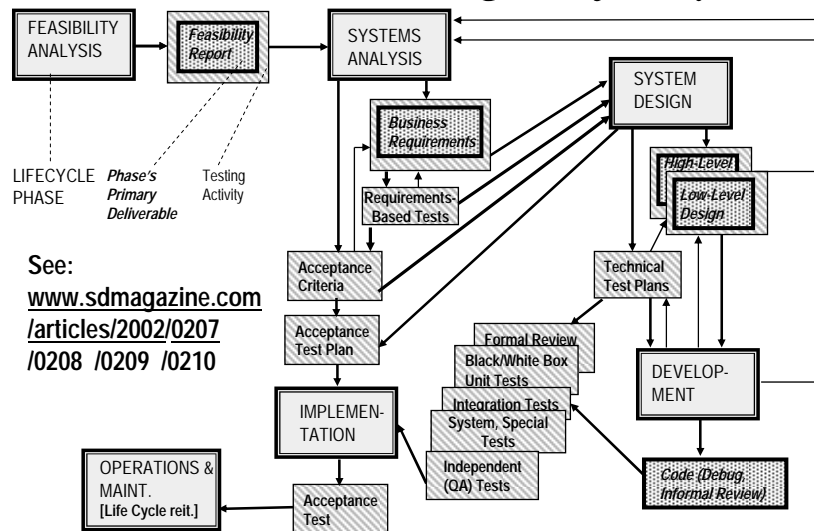 FEASIBILITY
ANALYSIS
Feasibility
Report
SYSTEMS
ANALYSIS
SYSTEM
DESIGN
Business
Requirements
High-Level
Low-Level
Design
LIFECYCLE
PHASE
Phase's
Primary
Deliverable
Testing
Activity
Requirements-
Based Tests
See:
www.sdmagazine.com
/articles/2002/0207
/0208 /0209 /0210
Acceptance
Criteria
Technical
Test Plans
Acceptance
Test Plan
Formal Review
Black/White Box
Unit Tests
Integration Tests
System, Special
Tests
Independent
(QA) Tests
DEVELOP-
MENT
IMPLEMEN-
TATION
Code (Debug,
Informal Review)
OPERATIONS &
MAINT.
[Life Cycle reit.]
Acceptance
Test